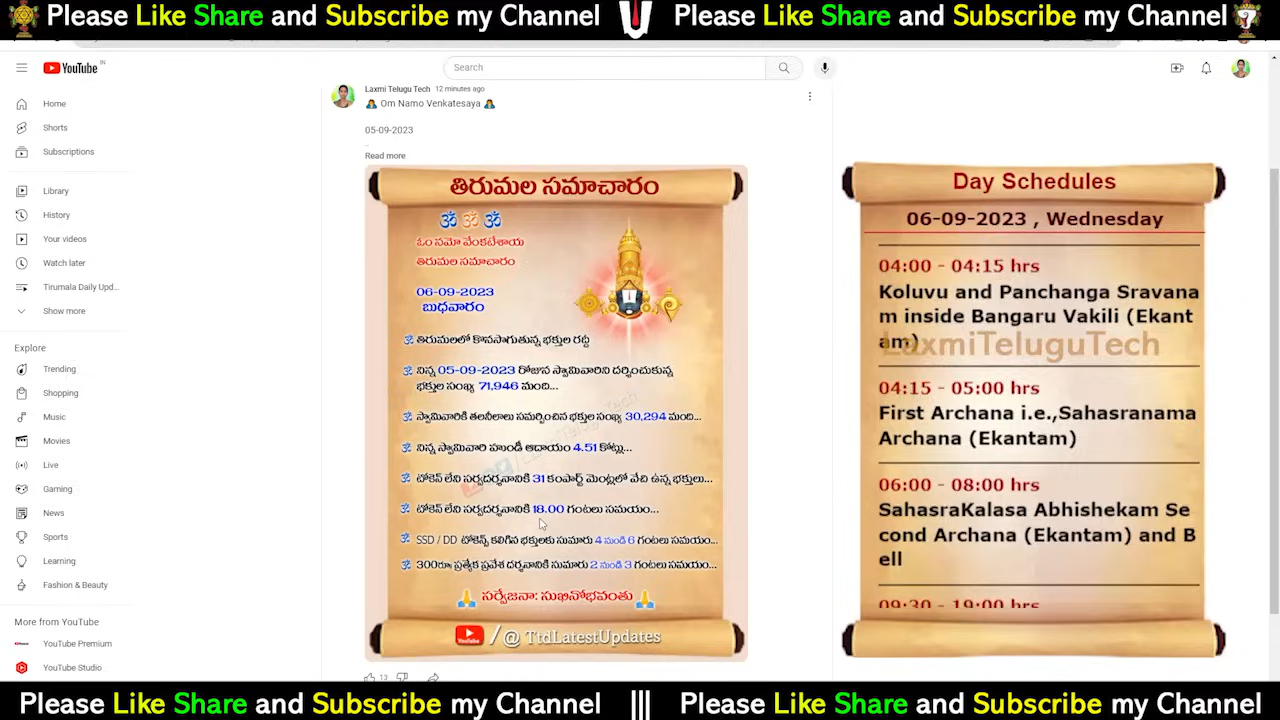 Please Like Share and Subscribe my Channel
Please Like Share and Subscribe my Channel
YouTube IN
Search
Home
Shorts
Subscriptions
Library
History
Your videos
Watch later
Tirumala Daily Upd...
Show more
Explore
Trending
Shopping
Music
Movies
Live
Gaming
News
Sports
Learning
Fashion & Beauty
More from YouTube
YouTube Premium
YouTube Studio
Laxmi Telugu Tech 12 minutes ago
🙏 Om Namo Venkatesaya 🙏
05-09-2023
..
Read more
తిరుమల సమాచారం
ఓం ఓం ఓం
ఓం నమో వేంకటేశాయ
తిరుమల సమాచారం
06-09-2023
బుధవారం
ఓం తిరుమలలో కొనసాగుతున్న భక్తుల రద్దీ
ఓం నిన్న 05-09-2023 రోజున స్వామివారిని దర్శించుకున్న
భక్తుల సంఖ్య 71,946 మంది...
ఓం స్వామివారికి తలనీలాలు సమర్పించిన భక్తుల సంఖ్య 30,294 మంది...
ఓం నిన్న స్వామివారి హుండీ ఆదాయం 4.51 కోట్లు...
ఓం టోకెన్ లేని సర్వదర్శనానికి 31 కంపార్ట్ మెంట్లలో వేచి ఉన్న భక్తులు...
ఓం టోకెన్ లేని సర్వదర్శనానికి 18.00 గంటలు సమయం...
ఓం SSD / DD టోకెన్స్ కలిగిన భక్తులకు సుమారు 4 నుండి 6 గంటలు సమయం...
ఓం 300రూ, ప్రత్యేక ప్రవేశ దర్శనానికి సుమారు 2 నుండి 3 గంటలు సమయం...
🙏 సర్వేజనా: సుఖినోభవంతు 🙏
YouTube /@ TtdLatestUpdates
13
Day Schedules
06-09-2023 , Wednesday
04:00 - 04:15 hrs
Koluvu and Panchanga Sravana
m inside Bangaru Vakili (Ekant
am)
LaxmiTeluguTech
04:15 - 05:00 hrs
First Archana i.e.,Sahasranama
Archana (Ekantam)
06:00 - 08:00 hrs
SahasraKalasa Abhishekam Se
cond Archana (Ekantam) and B
ell
09:30 - 19:00 hrs
Please Like Share and Subscribe my Channel
|||
Please Like Share and Subscribe my Channel